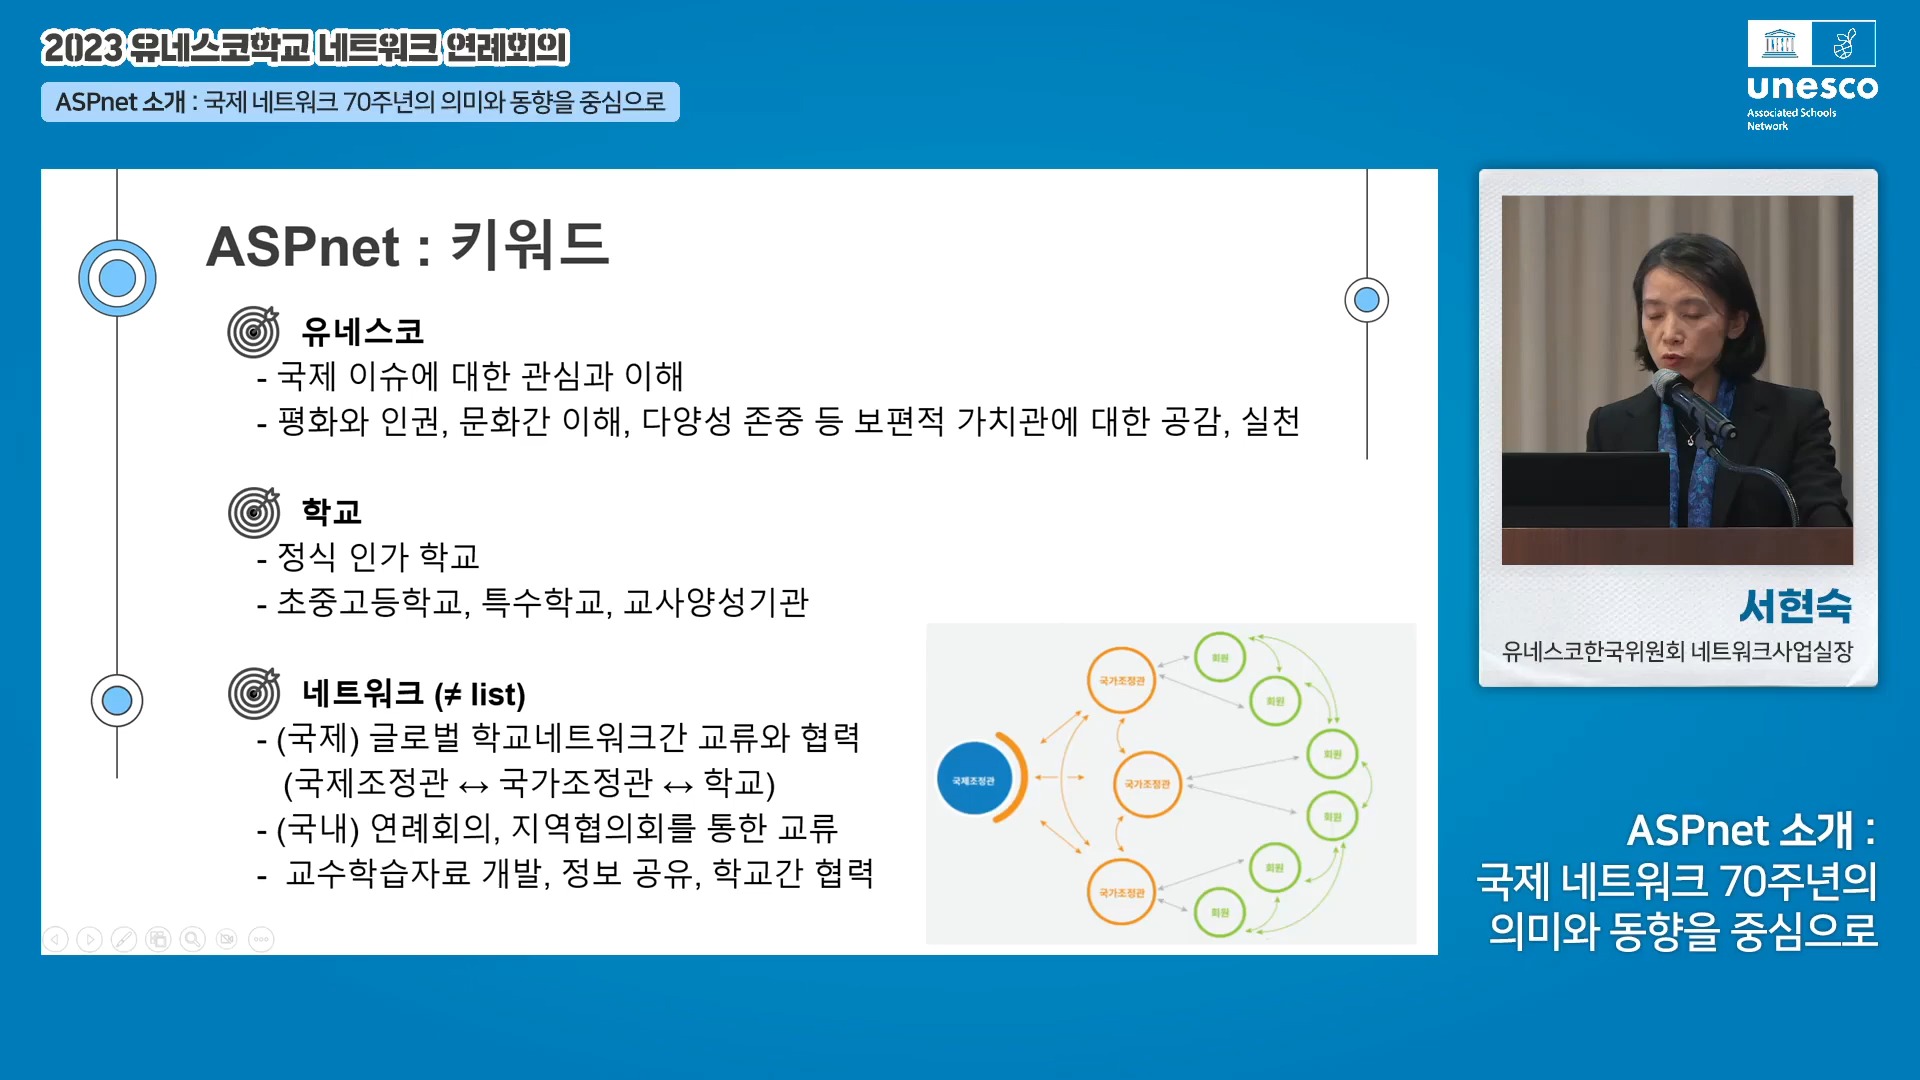 2023 유네스코학교 네트워크 연례회의
ASPnet 소개 : 국제 네트워크 70주년의 의미와 동향을 중심으로
unesco
Associated Schools
Network
ASPnet : 키워드
유네스코
- 국제 이슈에 대한 관심과 이해
- 평화와 인권, 문화간 이해, 다양성 존중 등 보편적 가치관에 대한 공감, 실천
학교
- 정식 인가 학교
- 초중고등학교, 특수학교, 교사양성기관
네트워크 (≠ list)
- (국제) 글로벌 학교네트워크간 교류와 협력
(국제조정관 ↔ 국가조정관 ↔ 학교)
- (국내) 연례회의, 지역협의회를 통한 교류
- 교수학습자료 개발, 정보 공유, 학교간 협력
국제조정관
국가조정관
국가조정관
국가조정관
회원
회원
회원
회원
회원
회원
서현숙
유네스코한국위원회 네트워크사업실장
ASPnet 소개 :
국제 네트워크 70주년의
의미와 동향을 중심으로